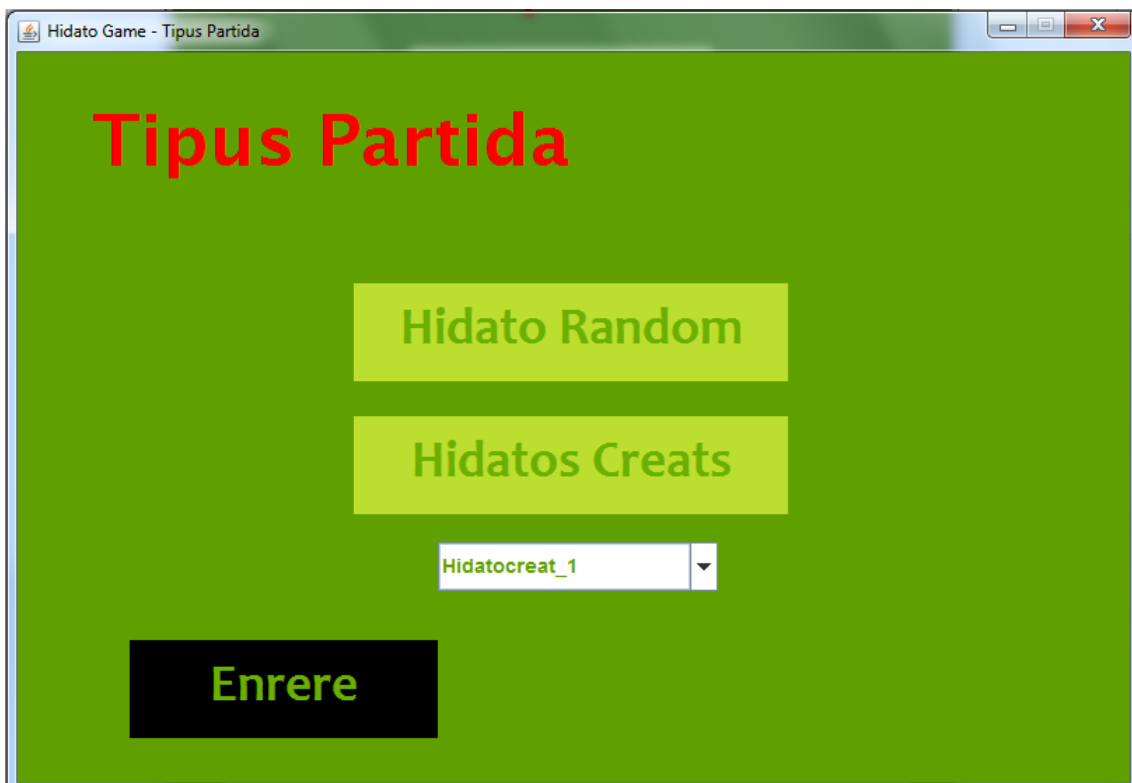 Hidato Game - Tipus Partida
Tipus Partida
Hidato Random
Hidatos Creats
Hidatocreat_1
Enrere